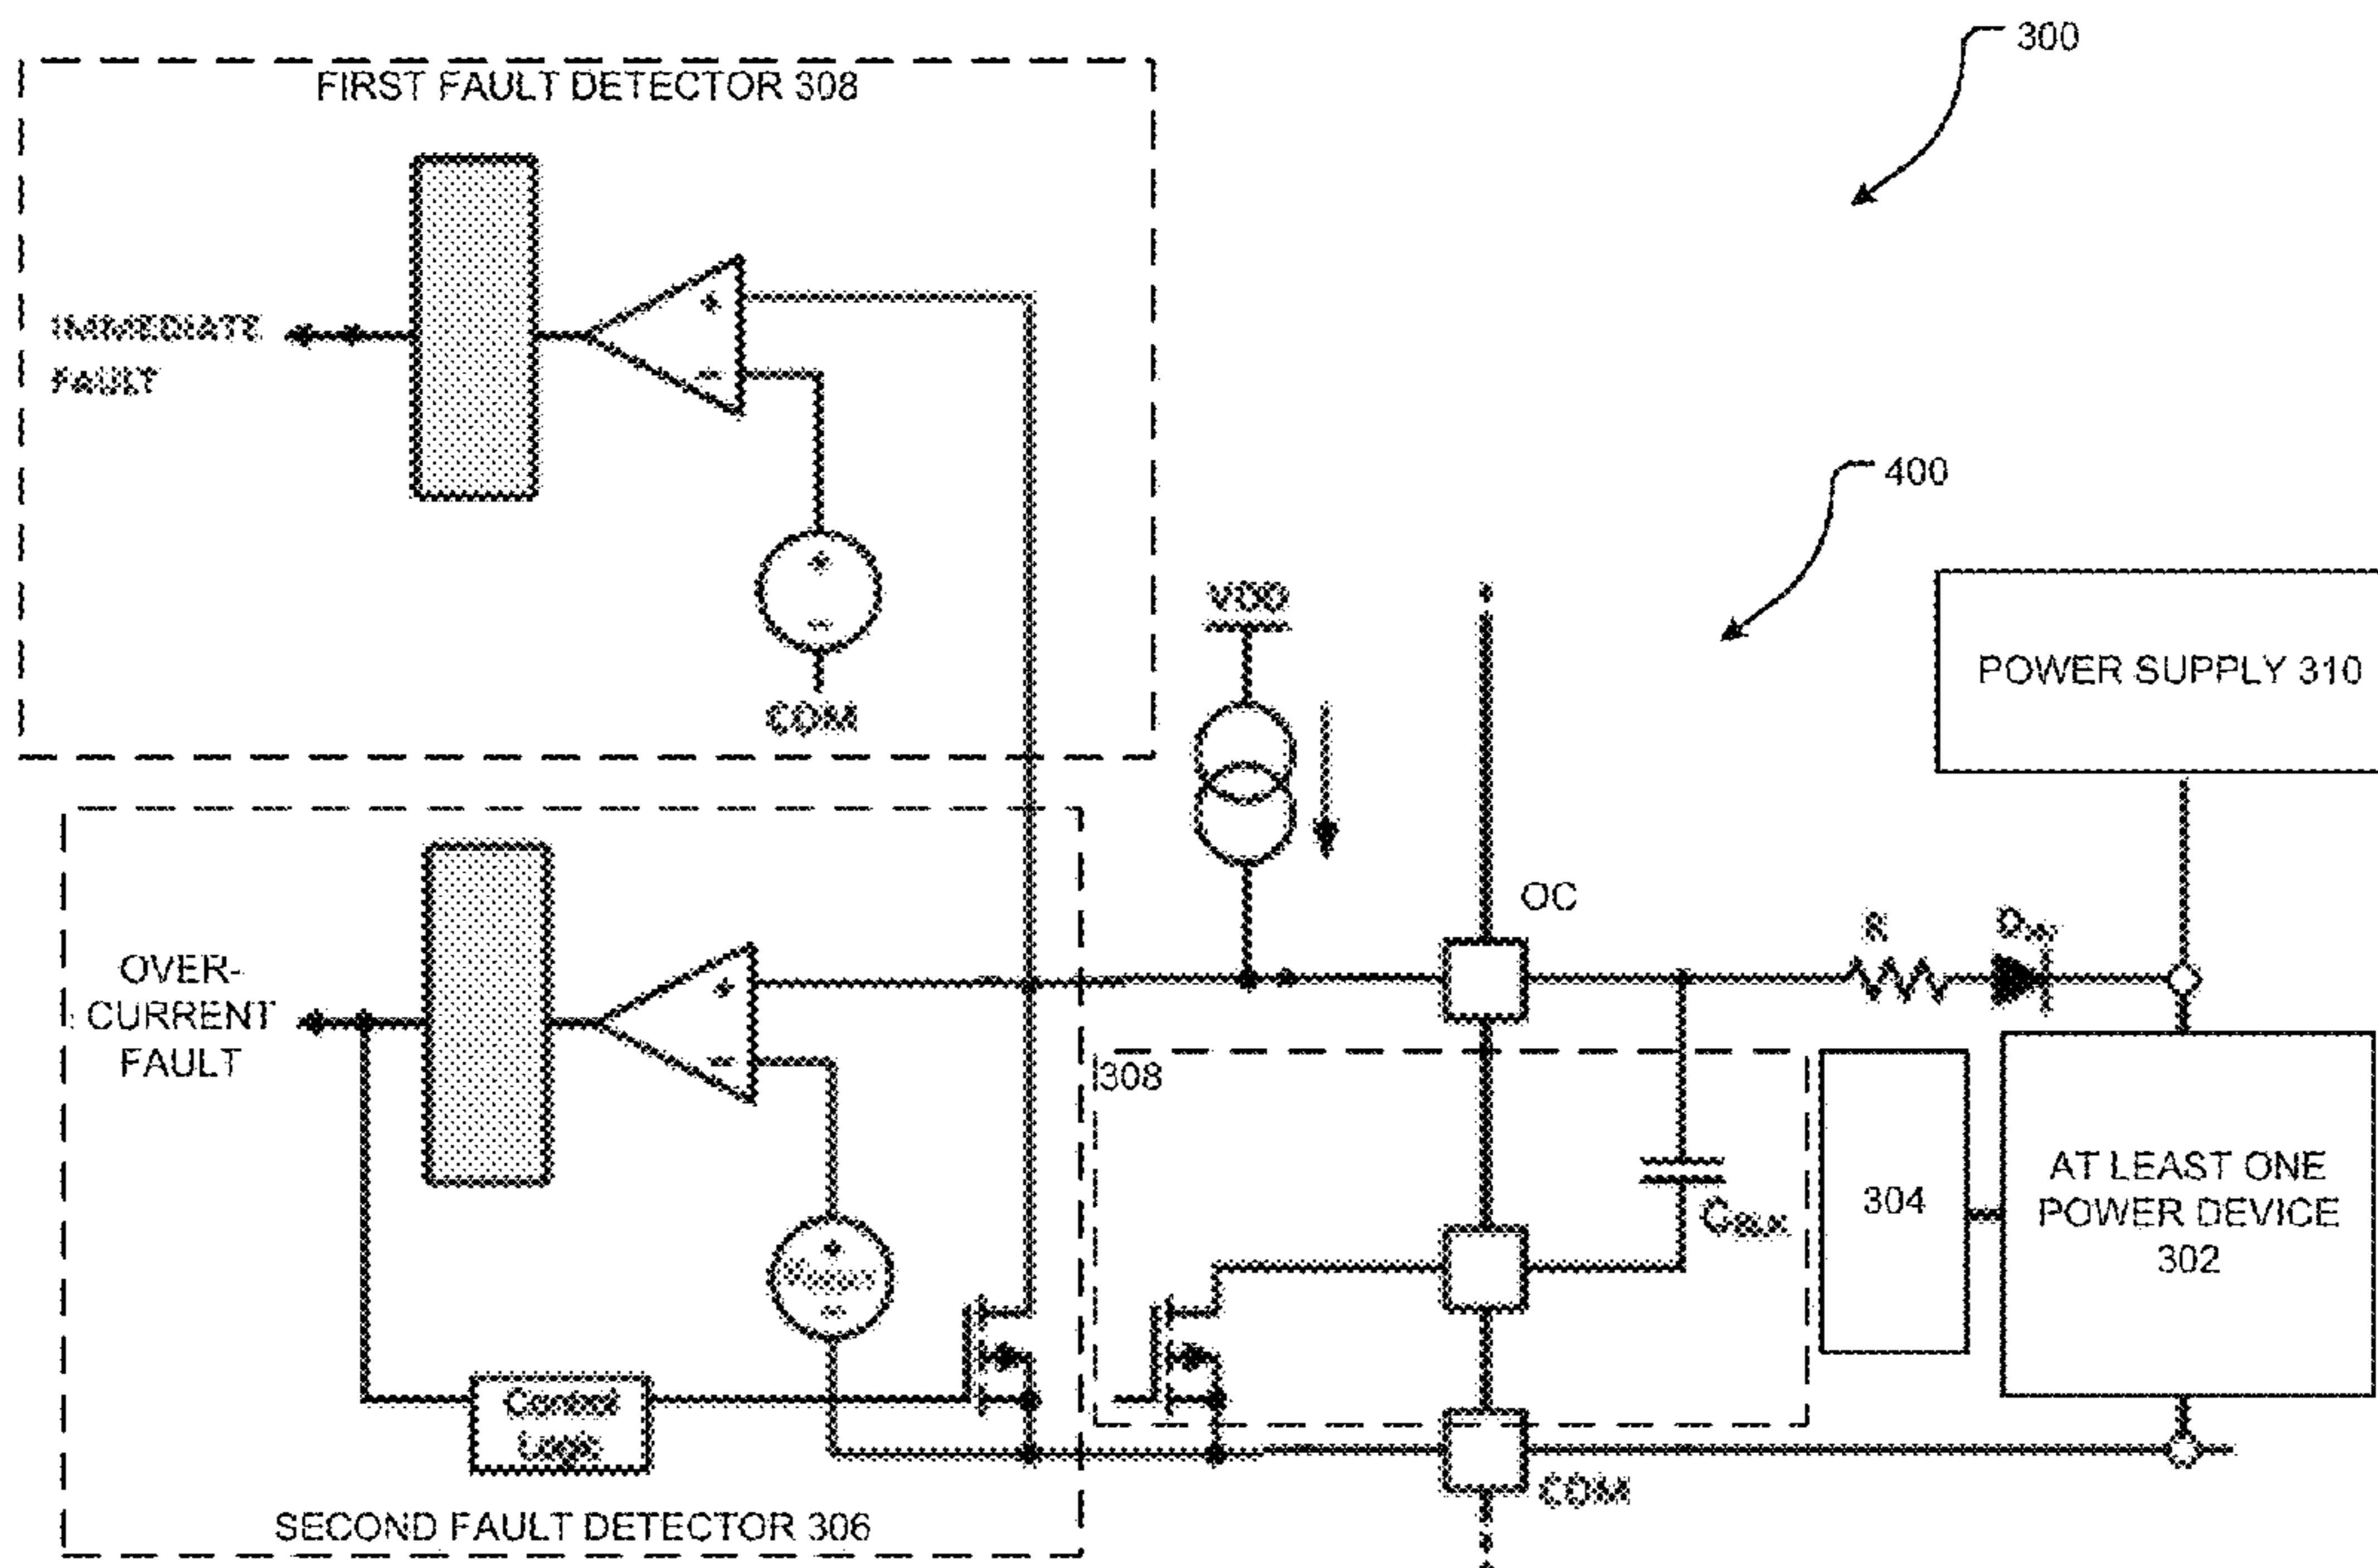 300
FIRST FAULT DETECTOR 308
IMMEDIATE
FAULT
400
VDD
POWER SUPPLY 310
COM
OC
R
OVER-
CURRENT
FAULT
308
304
AT LEAST ONE
POWER DEVICE
302
Control
Logic
COM
SECOND FAULT DETECTOR 306